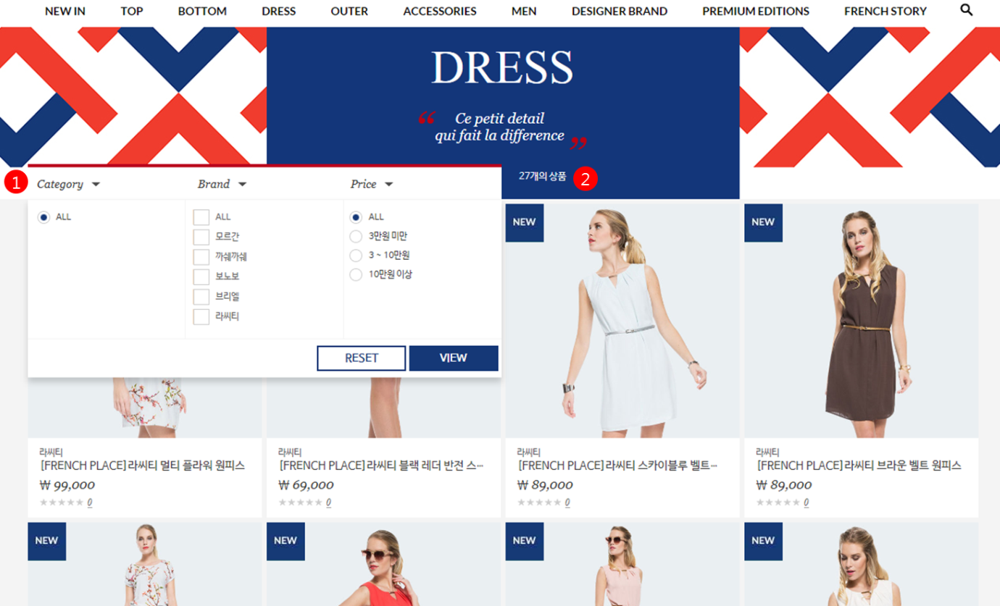 NEW IN TOP BOTTOM DRESS OUTER ACCESSORIES MEN DESIGNER BRAND PREMIUM EDITIONS FRENCH STORY
DRESS
“ Ce petit detail
qui fait la difference ”
1
Category Brand Price
27개의 상품 2
ALL
ALL
모르간
까쉐까쉐
보노보
브리엘
라씨티
ALL
3만원 미만
3 ~ 10만원
10만원 이상
RESET VIEW
NEW
NEW
라씨티
[FRENCH PLACE]라씨티 멀티 플라워 원피스
₩ 99,000
★★★★★ 0
라씨티
[FRENCH PLACE]라씨티 블랙 레더 반전 스…
₩ 69,000
★★★★★ 0
라씨티
[FRENCH PLACE]라씨티 스카이블루 벨트…
₩ 89,000
★★★★★ 0
라씨티
[FRENCH PLACE]라씨티 브라운 벨트 원피스
₩ 89,000
★★★★★ 0
NEW
NEW
NEW
NEW